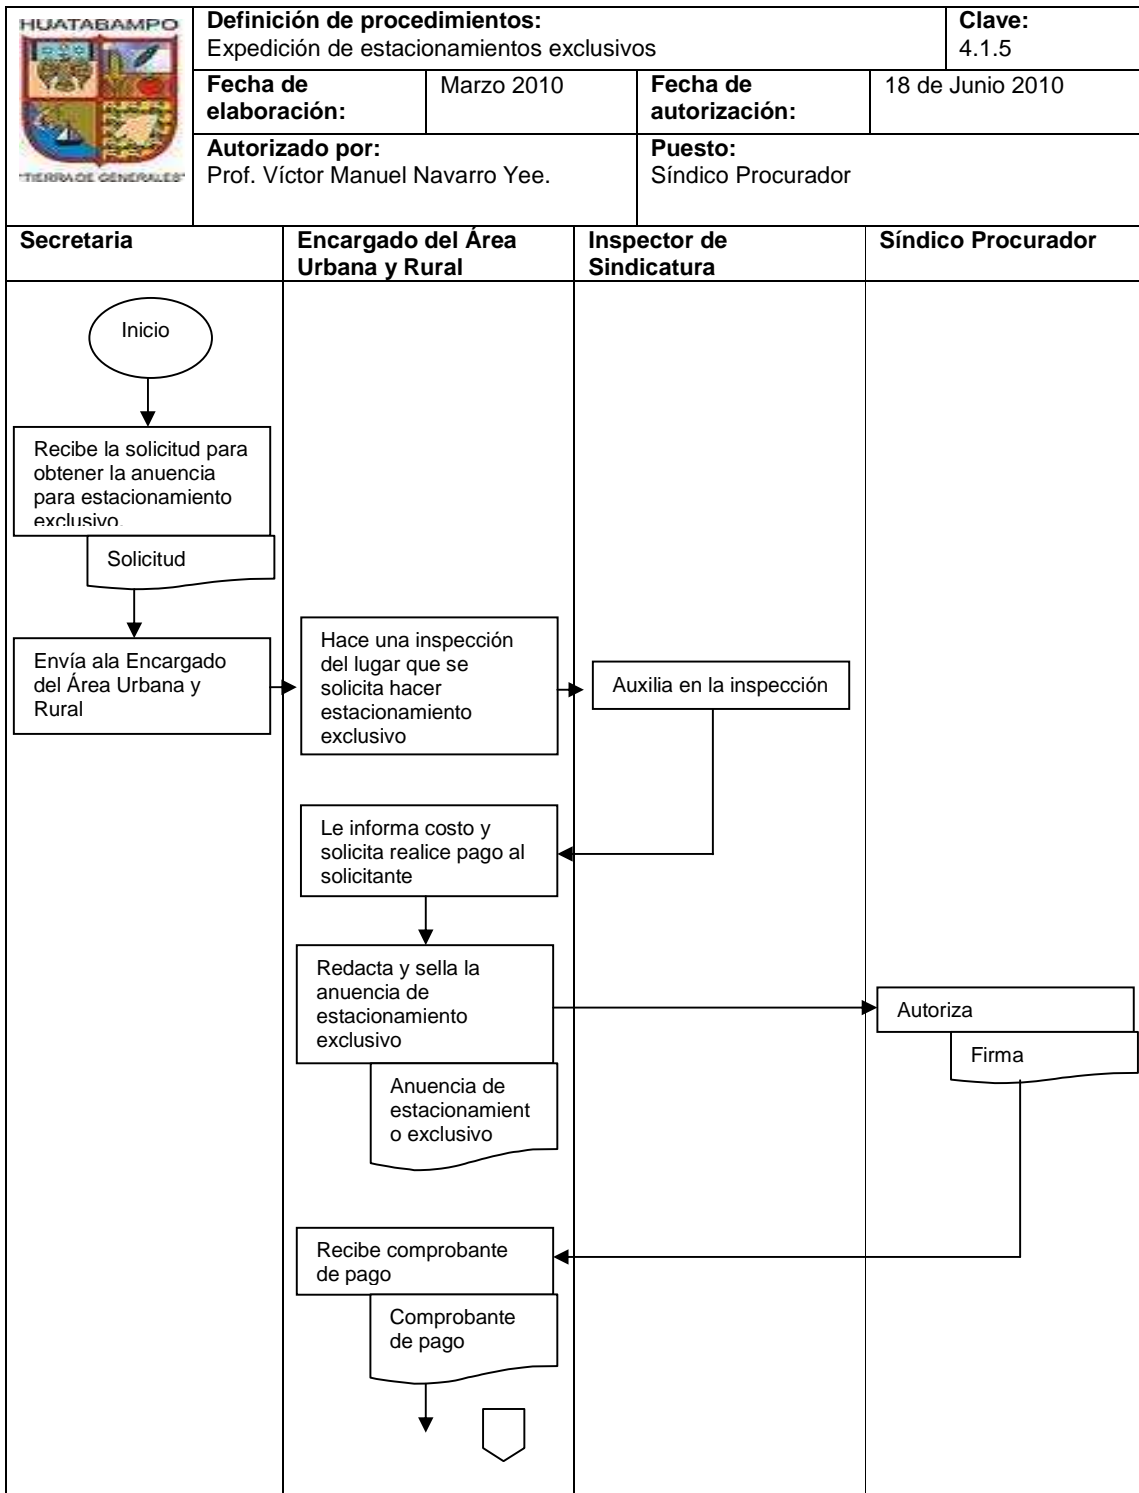 HUATABAMPO
"TIERRA DE GENERALES"
Definición de procedimientos:
Expedición de estacionamientos exclusivos
Clave:
4.1.5
Fecha de
elaboración:
Marzo 2010
Fecha de
autorización:
18 de Junio 2010
Autorizado por:
Prof. Víctor Manuel Navarro Yee.
Puesto:
Síndico Procurador
Secretaria
Encargado del Área
Urbana y Rural
Inspector de
Sindicatura
Síndico Procurador
Inicio
Recibe la solicitud para
obtener la anuencia
para estacionamiento
exclusivo.
Solicitud
Envía ala Encargado
del Área Urbana y
Rural
Hace una inspección
del lugar que se
solicita hacer
estacionamiento
exclusivo
Auxilia en la inspección
Le informa costo y
solicita realice pago al
solicitante
Redacta y sella la
anuencia de
estacionamiento
exclusivo
Anuencia de
estacionamient
o exclusivo
Autoriza
Firma
Recibe comprobante
de pago
Comprobante
de pago